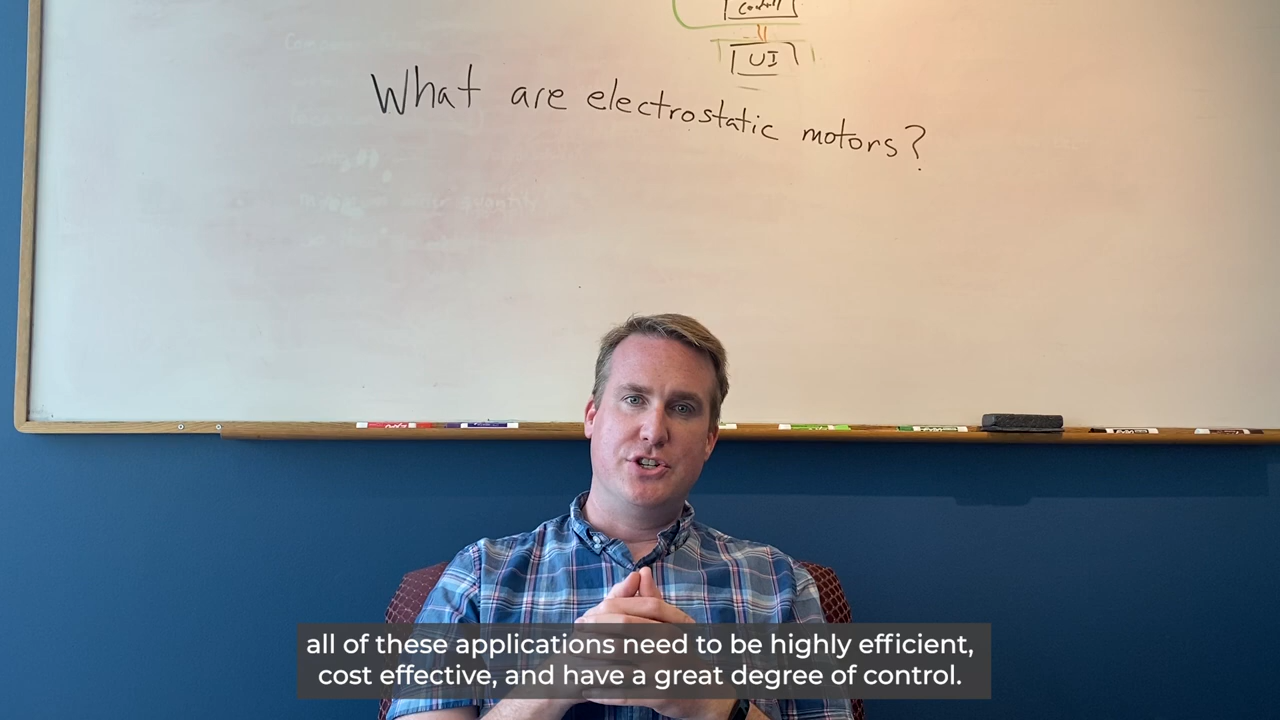 Control
UI
What are electrostatic motors?
all of these applications need to be highly efficient,
cost effective, and have a great degree of control.